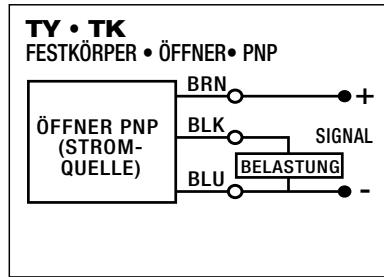 TY • TK
FESTKÖRPER • ÖFFNER• PNP
BRN
+
ÖFFNER PNP
(STROM-
QUELLE)
BLK
SIGNAL
BELASTUNG
BLU
-